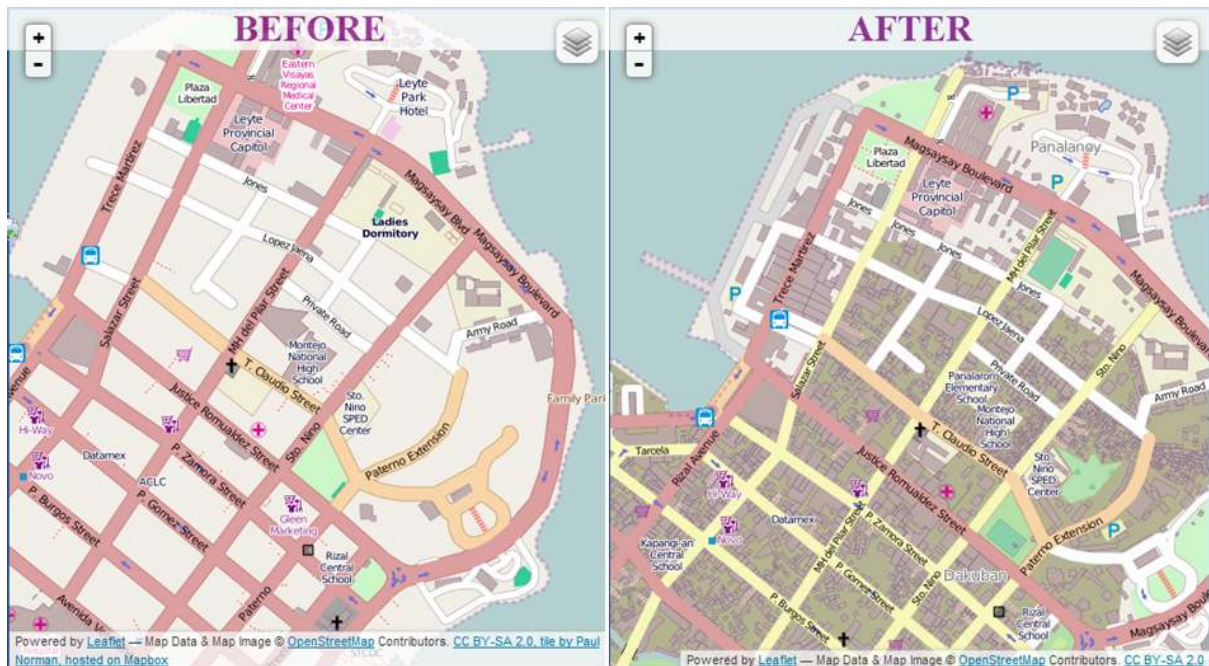 BEFORE
+
-
Eastern
Visayas
Regional
Medical
Center
Plaza
Libertad
Leyte
Park
Hotel
Leyte
Provincial
Capitol
Trece Martirez
Jones
Magsaysay Blvd
Magsaysay Boulevard
Ladies
Dormitory
Lopez Jaena
Private Road
Army Road
Salazar Street
MH del Pilar Street
Montejo
National
High
School
T. Claudio Street
Sto.
Nino
SPED
Center
Family Park
Avenue
Hi-Way
Justice Romualdez Street
Sto. Nino
Paterno Extension
Datamex
Novo
ACLC
P. Zamora Street
P. Burgos Street
P. Gomez Street
Gleen
Marketing
Rizal
Central
School
Paterno
Powered by Leaflet — Map Data & Map Image © OpenStreetMap Contributors. CC BY-SA 2.0, tile by Paul
Norman, hosted on Mapbox
AFTER
+
-
P
Panalaney
Magsaysay Boulevard
Plaza
Libertad
P
Leyte
Provincial
Capitol
Jones
Jones
Jones
MH del Pilar Street
Trece Martirez
Magsaysay Boulevard
P
Lopez Jaena
Salazar Street
Sto. Nino
Private Road
Panalaron
Elementary
School
Montejo
National
High
School
Army Road
T. Claudio Street
Tarcela
Rizal Avenue
Justice Romualdez Street
Sto.
Nino
SPED
Center
Hi-Way
Novo
Datamex
P. Zamora Street
Paterno Extension
P
Kapangi-an
Central
School
MH del Pilar Street
P. Gomez Street
Sto. Nino
Dakuban
P. Burgos Street
Rizal
Central
School
Magsaysay Boule
Powered by Leaflet — Map Data & Map Image © OpenStreetMap Contributors. CC BY-SA 2.0